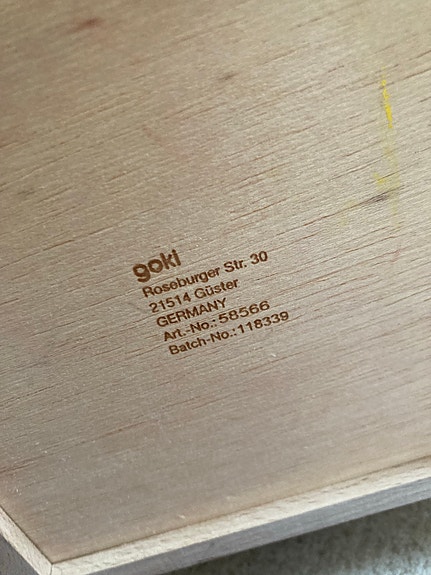 goki
Roseburger Str. 30
21514 Güster
GERMANY
Art.-No.: 58566
Batch-No.: 118339